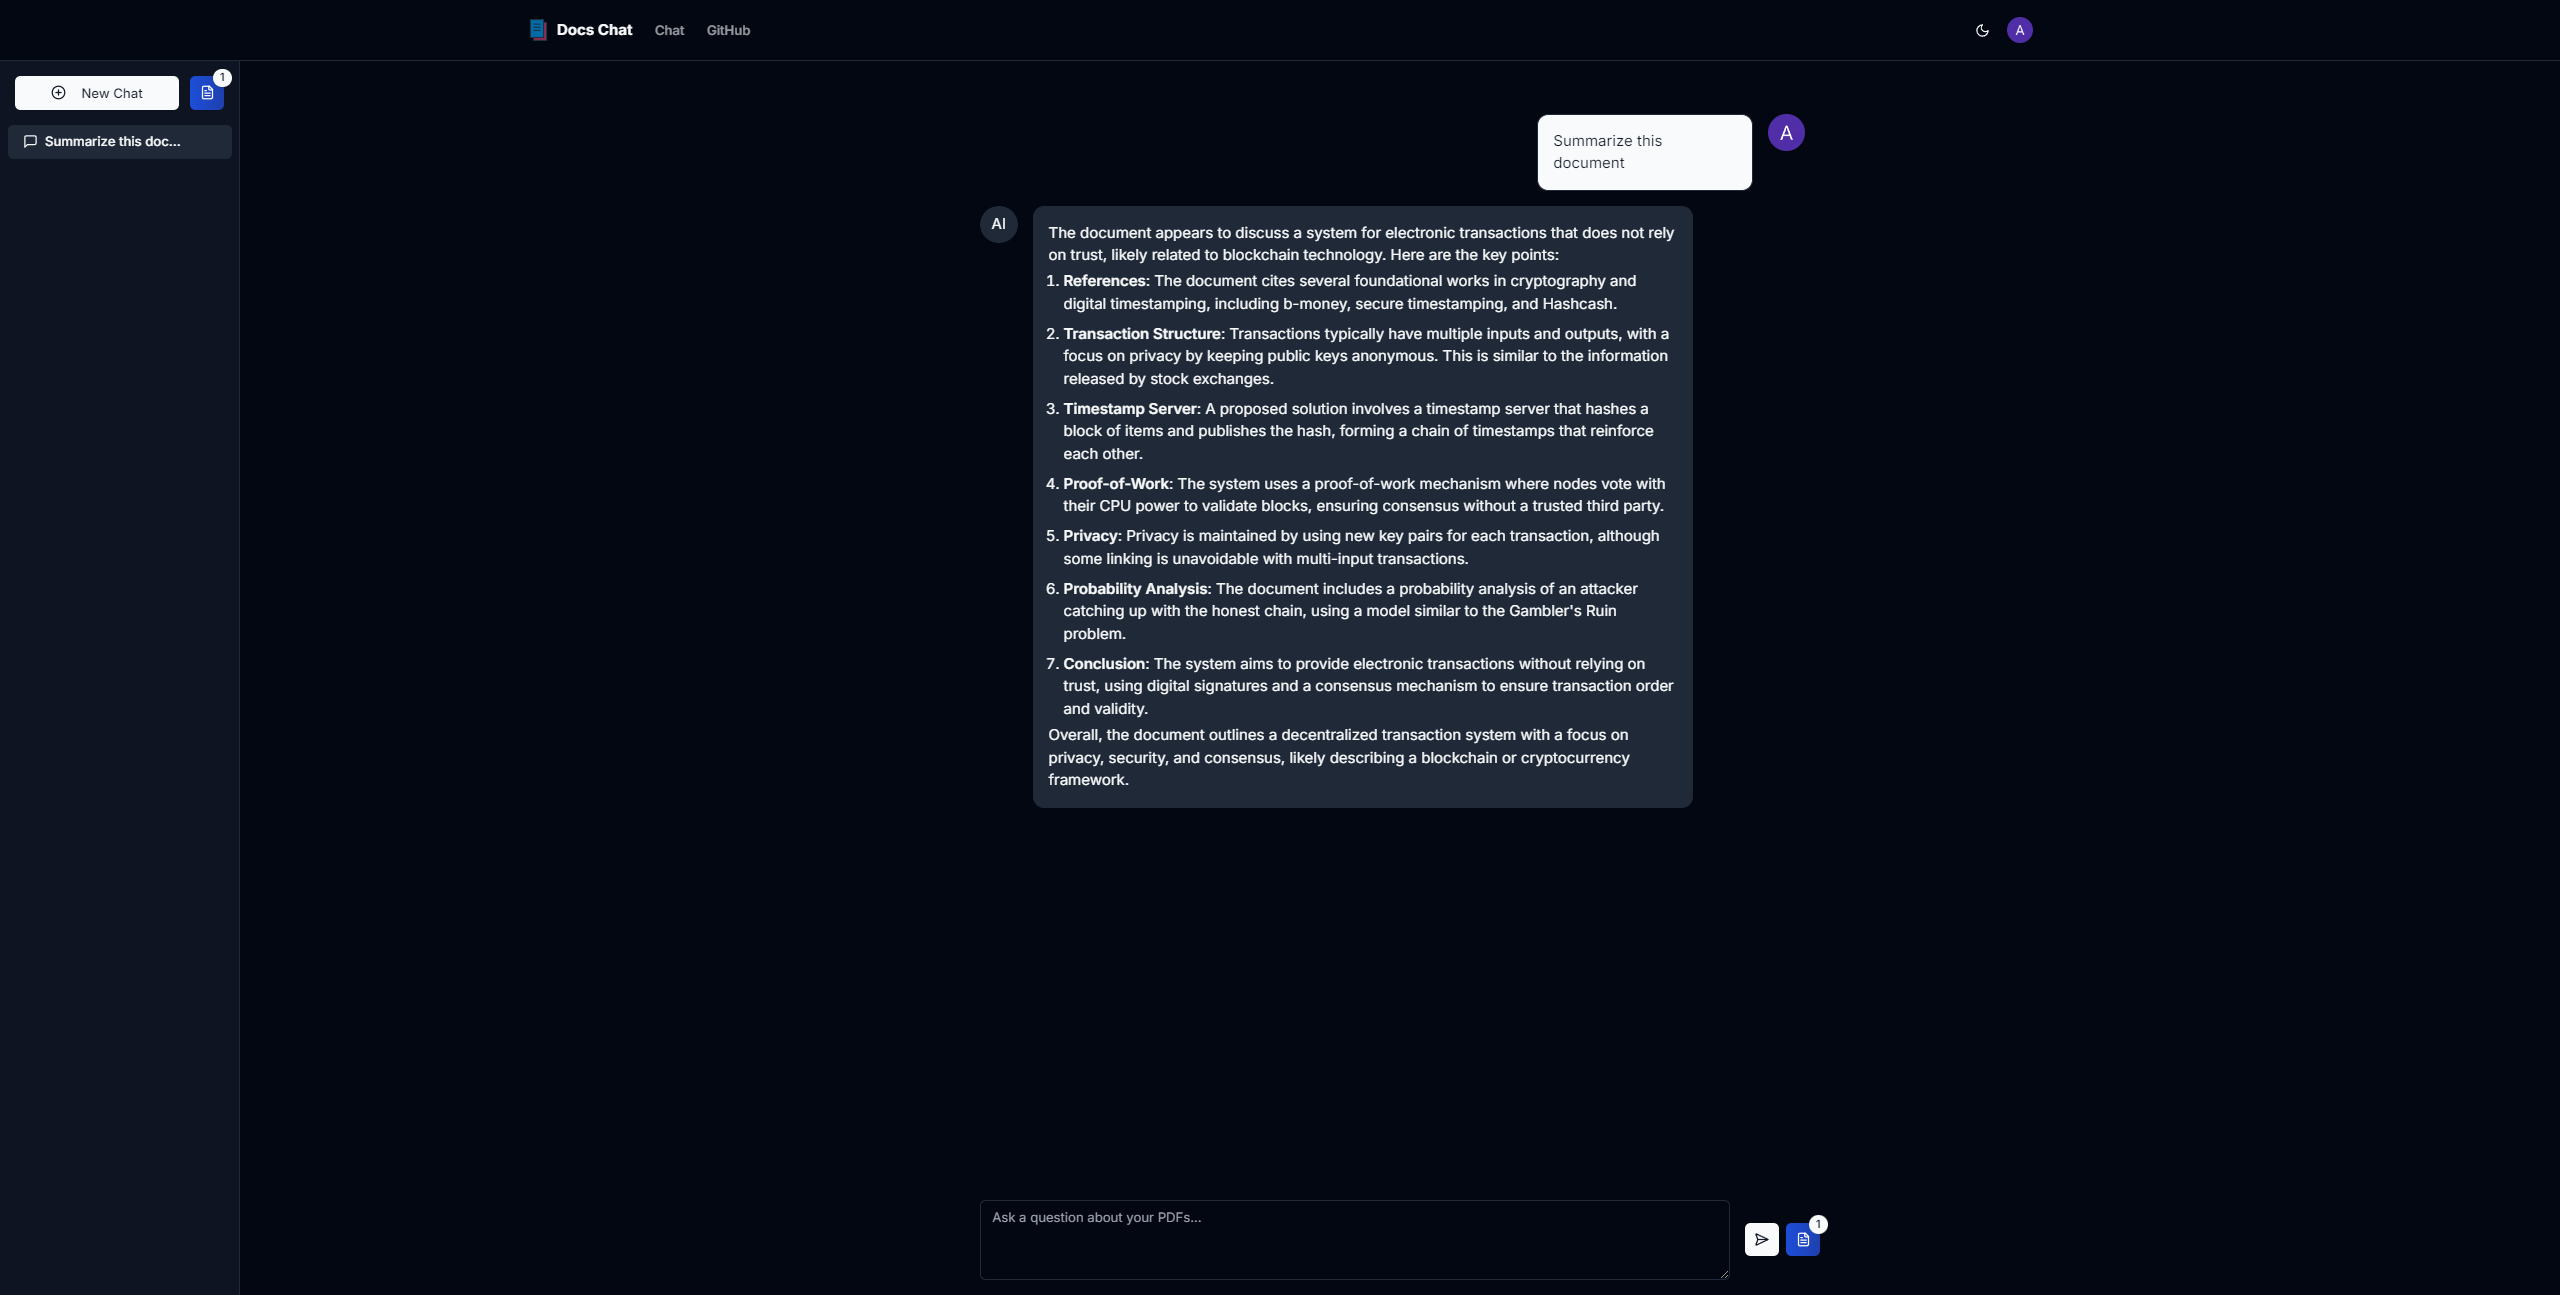 Docs Chat Chat GitHub A
New Chat 1
Summarize this doc...
Summarize this
document
A
AI
The document appears to discuss a system for electronic transactions that does not rely
on trust, likely related to blockchain technology. Here are the key points:
1. References: The document cites several foundational works in cryptography and
digital timestamping, including b-money, secure timestamping, and Hashcash.
2. Transaction Structure: Transactions typically have multiple inputs and outputs, with a
focus on privacy by keeping public keys anonymous. This is similar to the information
released by stock exchanges.
3. Timestamp Server: A proposed solution involves a timestamp server that hashes a
block of items and publishes the hash, forming a chain of timestamps that reinforce
each other.
4. Proof-of-Work: The system uses a proof-of-work mechanism where nodes vote with
their CPU power to validate blocks, ensuring consensus without a trusted third party.
5. Privacy: Privacy is maintained by using new key pairs for each transaction, although
some linking is unavoidable with multi-input transactions.
6. Probability Analysis: The document includes a probability analysis of an attacker
catching up with the honest chain, using a model similar to the Gambler's Ruin
problem.
7. Conclusion: The system aims to provide electronic transactions without relying on
trust, using digital signatures and a consensus mechanism to ensure transaction order
and validity.
Overall, the document outlines a decentralized transaction system with a focus on
privacy, security, and consensus, likely describing a blockchain or cryptocurrency
framework.
Ask a question about your PDFs...
1